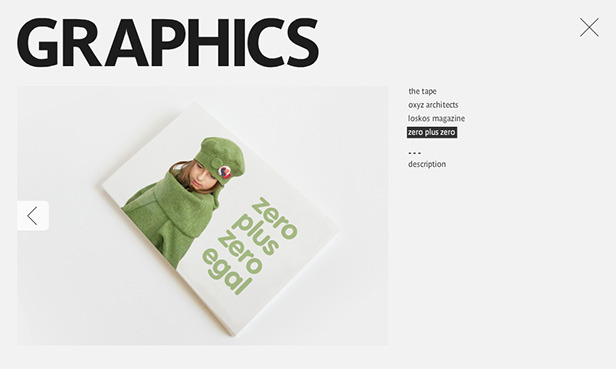 GRAPHICS
the tape
oxyz architects
loskos magazine
zero plus zero
---
description
zero
plus
zero
egal